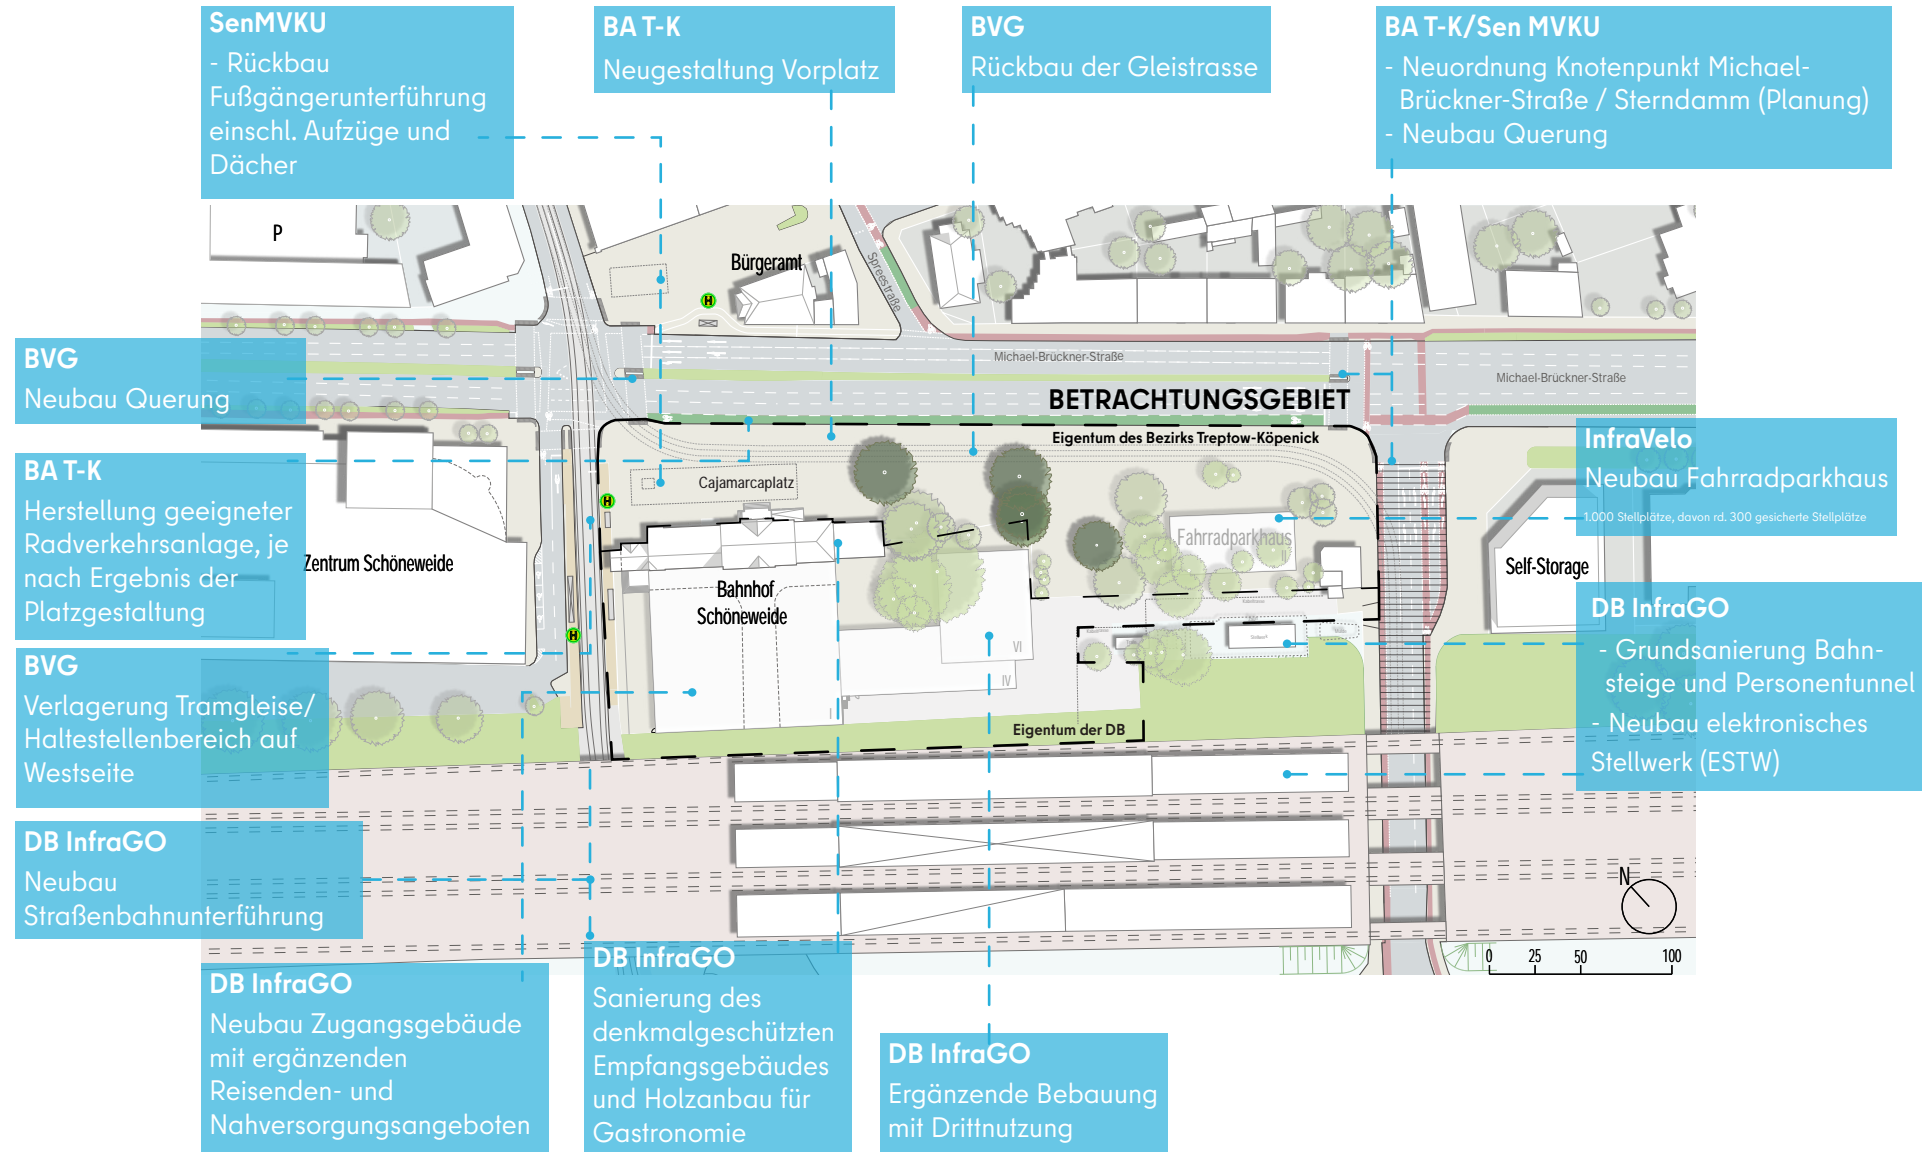 SenMVKU
- Rückbau
Fußgängerunterführung
einschl. Aufzüge und
Dächer
BA T-K
Neugestaltung Vorplatz
BVG
Rückbau der Gleistrasse
BA T-K/Sen MVKU
- Neuordnung Knotenpunkt Michael-
Brückner-Straße / Sterndamm (Planung)
- Neubau Querung
P
Bürgeramt
H
Spreestraße
Michael-Brückner-Straße
Michael-Brückner-Straße
BETRACHTUNGSGEBIET
Eigentum des Bezirks Treptow-Köpenick
BVG
Neubau Querung
BA T-K
Herstellung geeigneter
Radverkehrsanlage, je
nach Ergebnis der
Platzgestaltung
BVG
Verlagerung Tramgleise/
Haltestellenbereich auf
Westseite
DB InfraGO
Neubau
Straßenbahnunterführung
Zentrum Schöneweide
H
H
Cajamarcaplatz
Bahnhof
Schöneweide
Fahrradparkhaus
II
VI
IV
I
Eigentum der DB
Self-Storage
InfraVelo
Neubau Fahrradparkhaus
1.000 Stellplätze, davon rd. 300 gesicherte Stellplätze
DB InfraGO
- Grundsanierung Bahn-
steige und Personentunnel
- Neubau elektronisches
Stellwerk (ESTW)
N
0 25 50 100
DB InfraGO
Neubau Zugangsgebäude
mit ergänzenden
Reisenden- und
Nahversorgungsangeboten
DB InfraGO
Sanierung des
denkmalgeschützten
Empfangsgebäudes
und Holzanbau für
Gastronomie
DB InfraGO
Ergänzende Bebauung
mit Drittnutzung